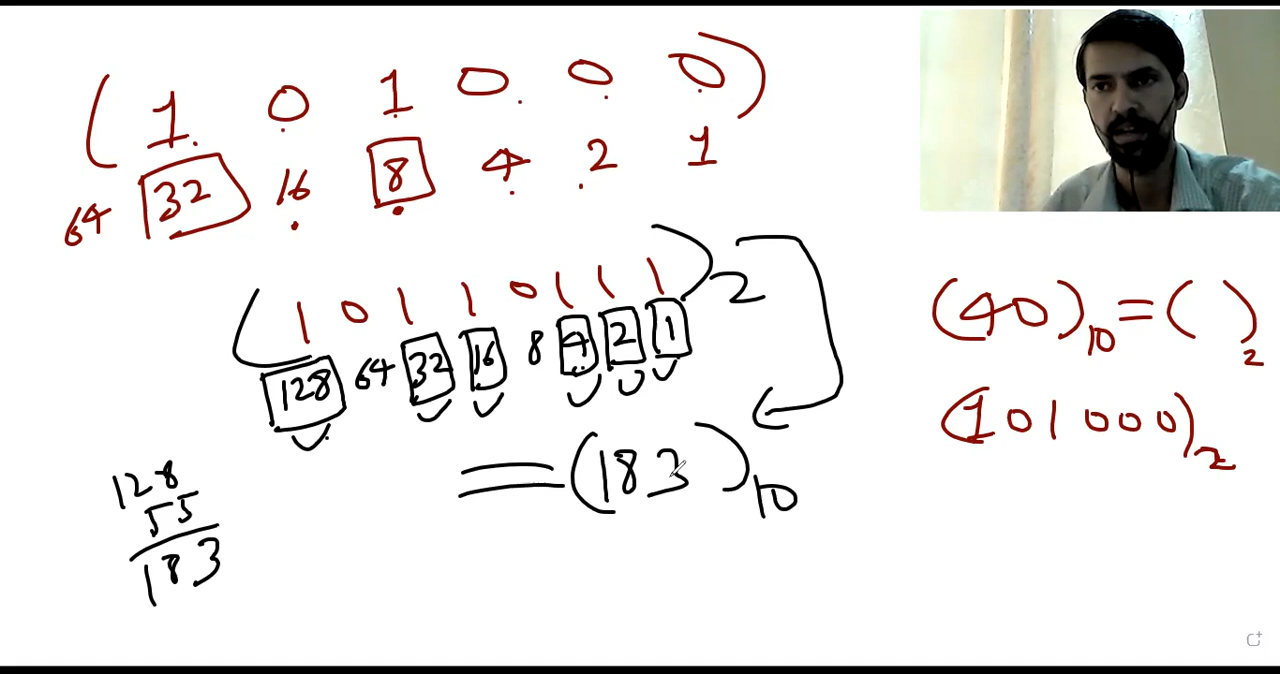 (1 0 1 0 0 0)
64 32 16 8 4 2 1
(1 0 1 1 0 1 1 1)2
128 64 32 16 8 4 2 1
= (183)10
128
55
183
(40)10 = ( )2
(101000)2